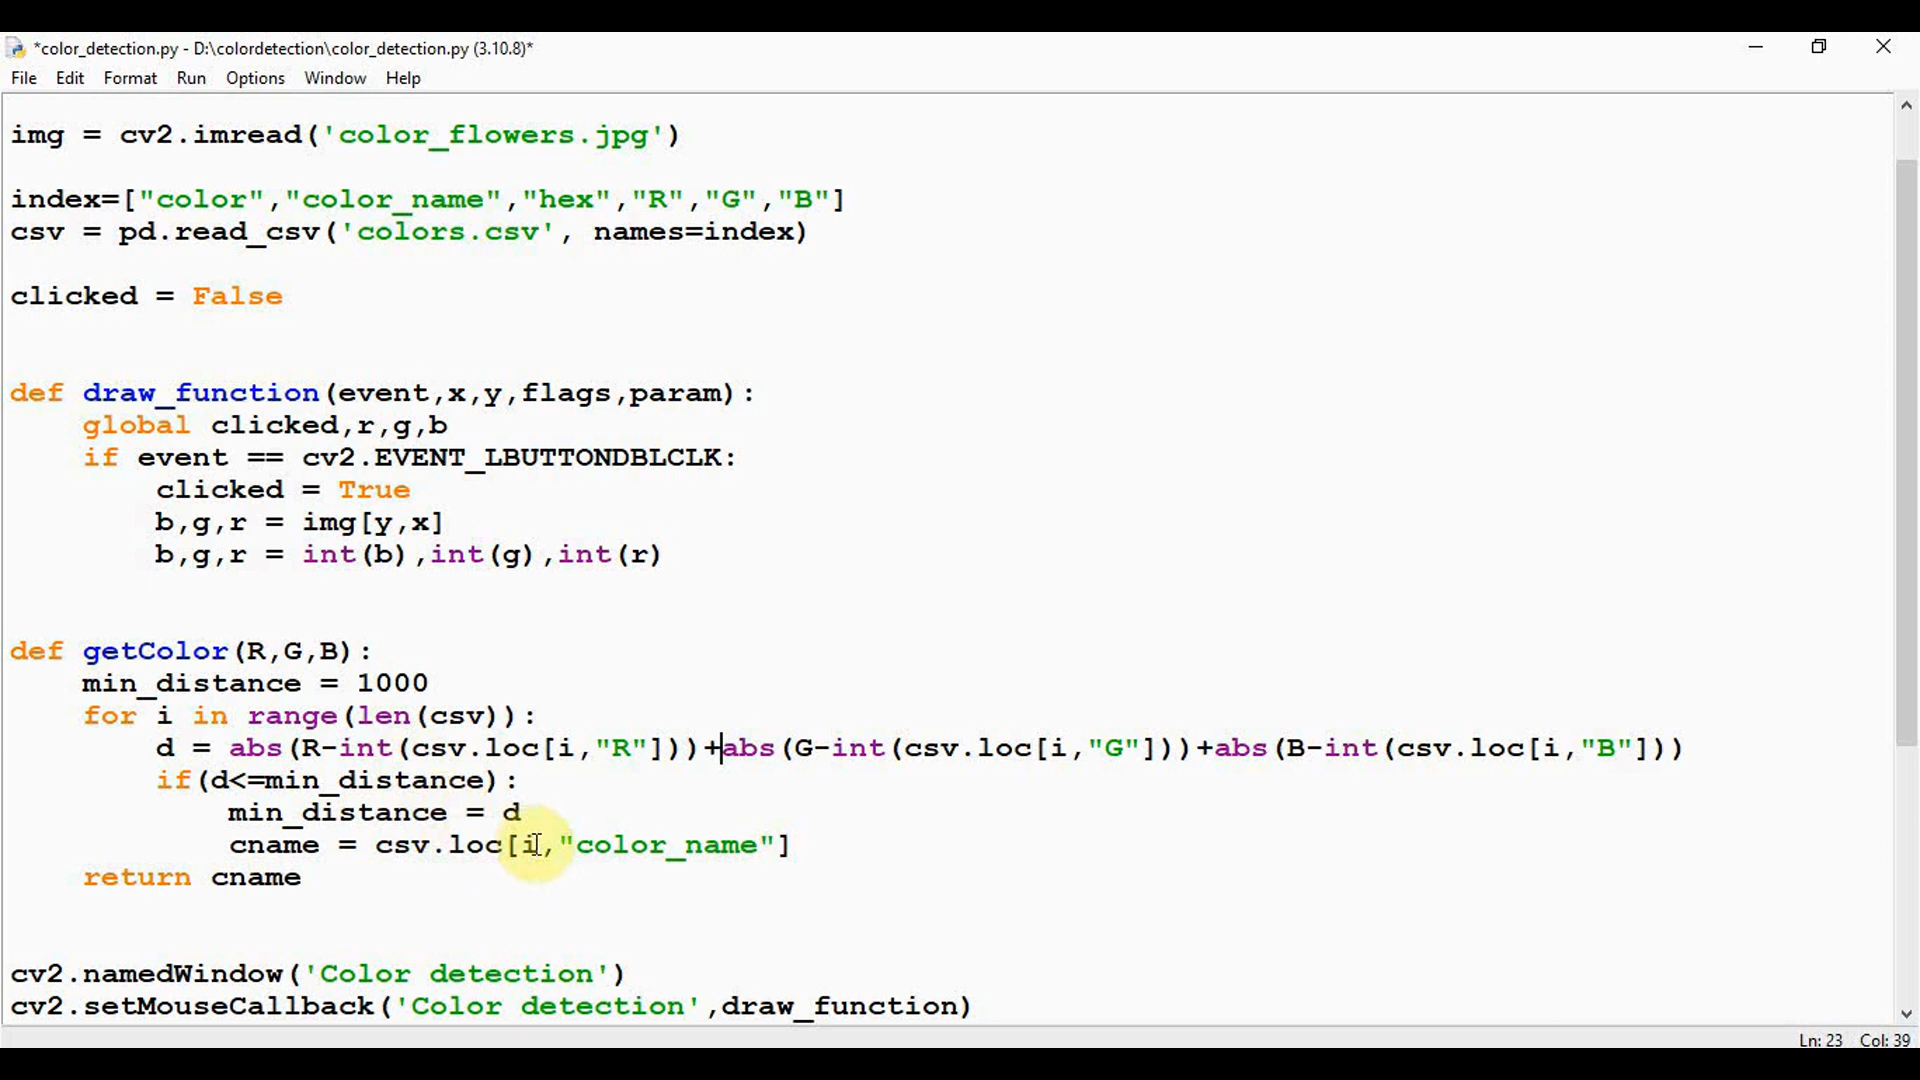 *color_detection.py - D:\colordetection\color_detection.py (3.10.8)*
File Edit Format Run Options Window Help
img = cv2.imread('color_flowers.jpg')
index=["color","color_name","hex","R","G","B"]
csv = pd.read_csv('colors.csv', names=index)
clicked = False
def draw_function(event,x,y,flags,param):
    global clicked,r,g,b
    if event == cv2.EVENT_LBUTTONDBLCLK:
        clicked = True
        b,g,r = img[y,x]
        b,g,r = int(b),int(g),int(r)
def getColor(R,G,B):
    min_distance = 1000
    for i in range(len(csv)):
        d = abs(R-int(csv.loc[i,"R"]))+abs(G-int(csv.loc[i,"G"]))+abs(B-int(csv.loc[i,"B"]))
        if(d<=min_distance):
            min_distance = d
            cname = csv.loc[i,"color_name"]
    return cname
cv2.namedWindow('Color detection')
cv2.setMouseCallback('Color detection',draw_function)
Ln: 23 Col: 39